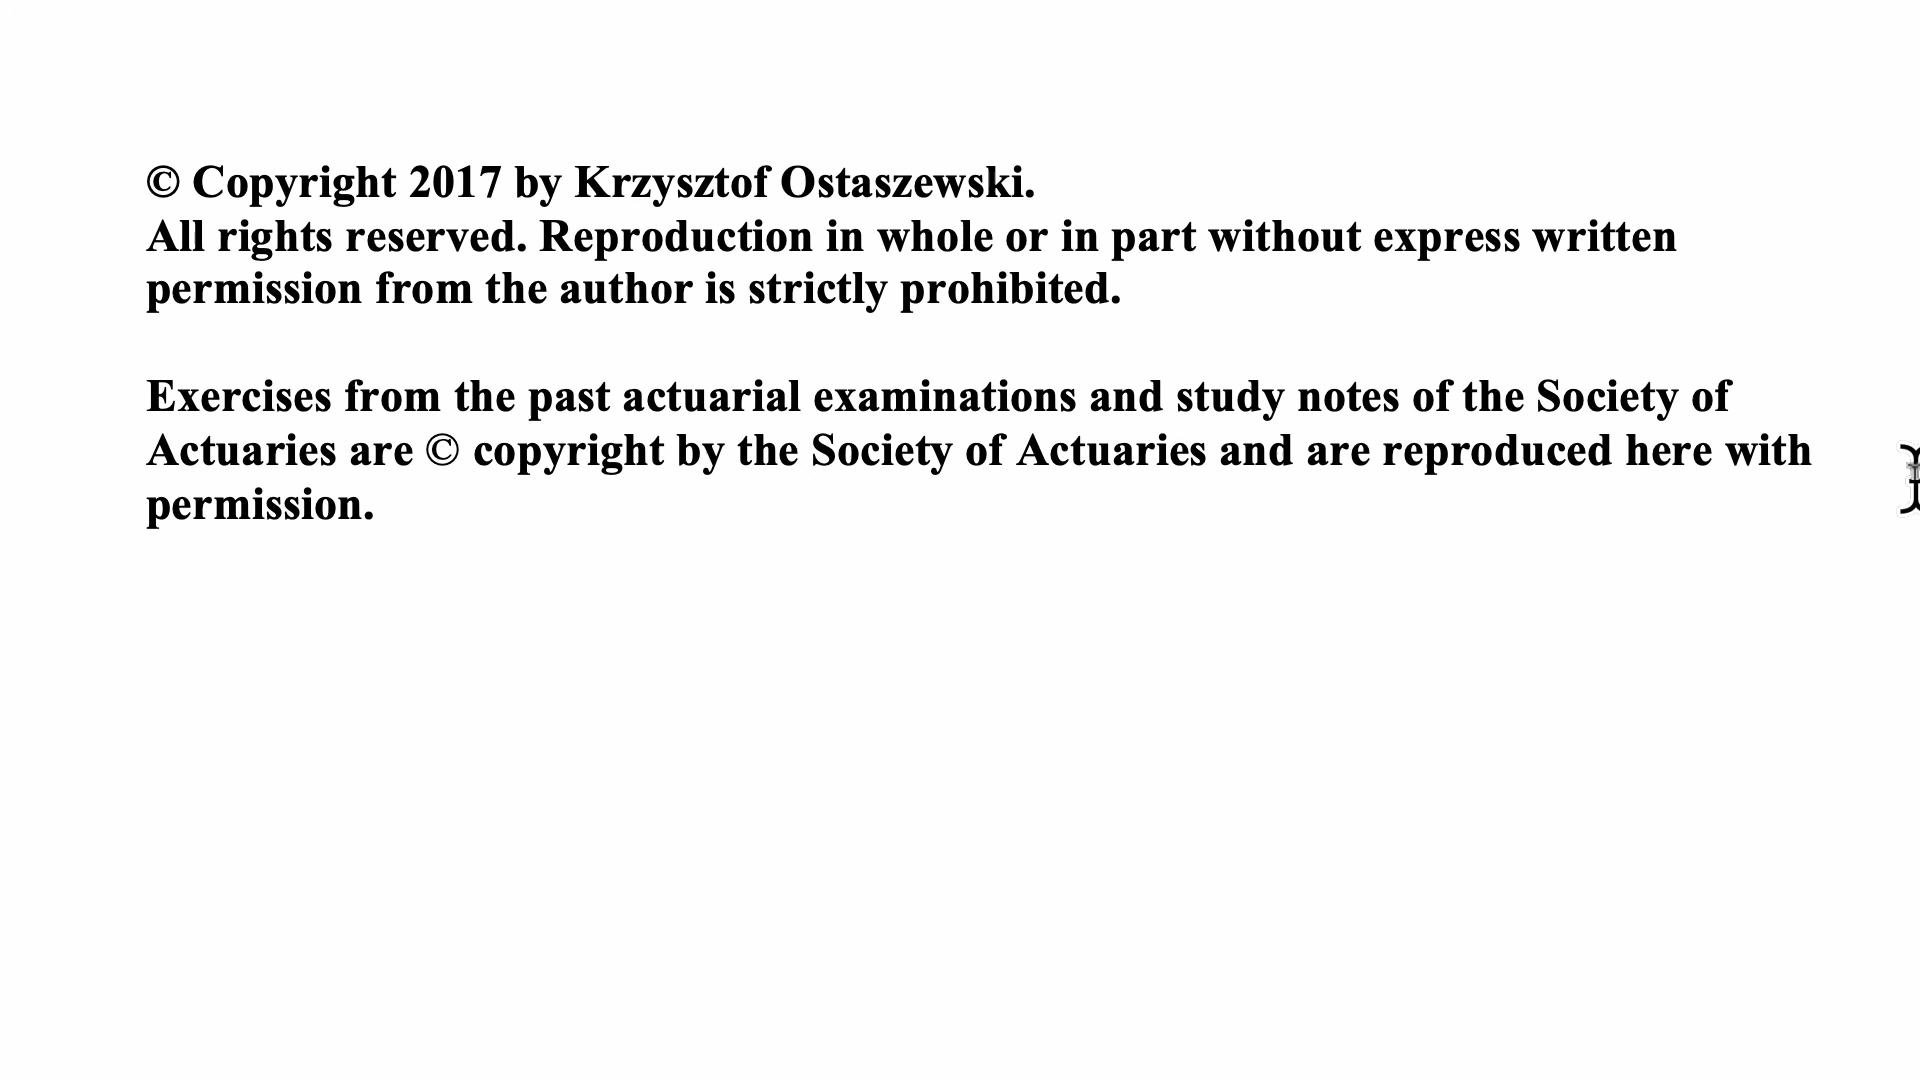 © Copyright 2017 by Krzysztof Ostaszewski.
All rights reserved. Reproduction in whole or in part without express written
permission from the author is strictly prohibited.
Exercises from the past actuarial examinations and study notes of the Society of
Actuaries are © copyright by the Society of Actuaries and are reproduced here with
permission.